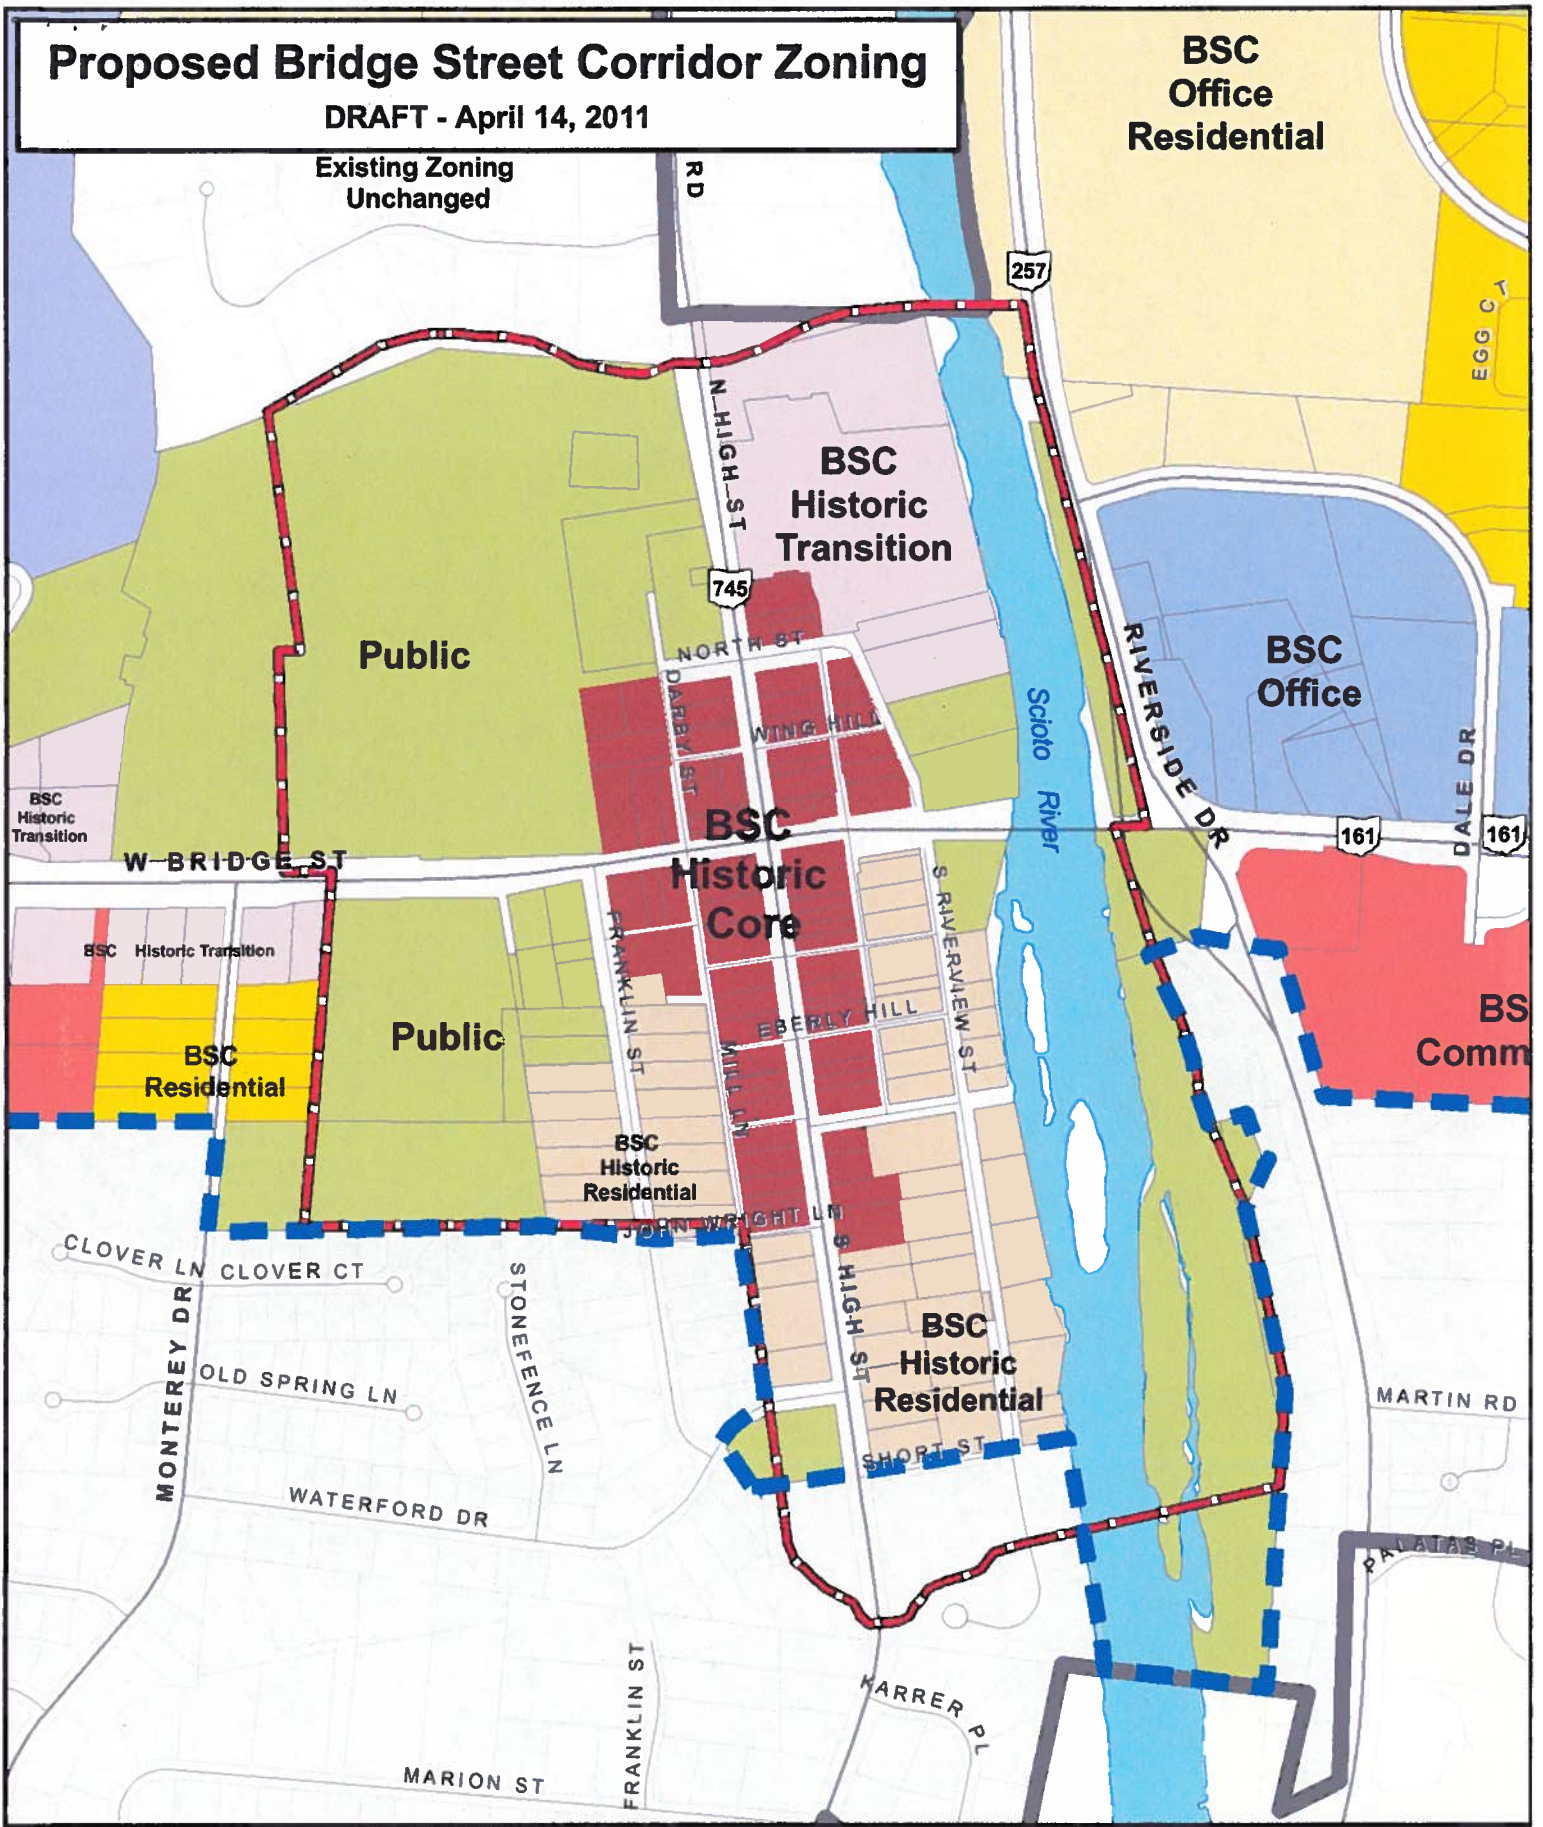 Proposed Bridge Street Corridor Zoning
DRAFT - April 14, 2011
Existing Zoning
Unchanged
RD
BSC
Office
Residential
257
EGG CT
N HIGH ST
BSC
Historic
Transition
745
Public
NORTH ST
DARBY ST
WING HILL
Scioto River
RIVERSIDE DR
BSC
Office
DALE DR
161
161
BSC
Historic
Transition
W BRIDGE ST
BSC
Historic
Core
BSC Historic Transition
FRANKLIN ST
S RIVERVIEW ST
BSC
Residential
Public
EBERLY HILL
MILL LN
BS
Comm
BSC
Historic
Residential
JOHN WRIGHT LN
CLOVER LN
CLOVER CT
STONEFENCE LN
MONTEREY DR
OLD SPRING LN
S HIGH ST
BSC
Historic
Residential
MARTIN RD
SHORT ST
WATERFORD DR
PALATAS PL
FRANKLIN ST
KARRER PL
MARION ST